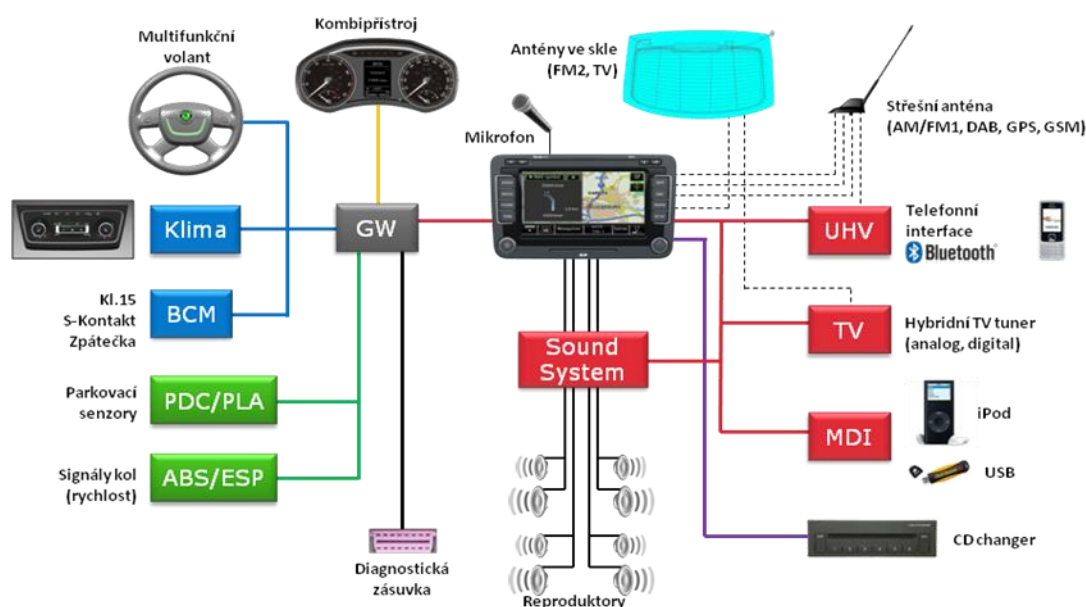 Multifunkční
volant
Kombipřístroj
Mikrofon
Antény ve skle
(FM2, TV)
Střešní anténa
(AM/FM1, DAB, GPS, GSM)
Klima
GW
UHV
Telefonní
interface
Bluetooth
Kl.15
S-Kontakt
Zpátečka
BCM
Sound
System
TV
Hybridní TV tuner
(analog, digital)
Parkovací
senzory
PDC/PLA
MDI
iPod
USB
Signály kol
(rychlost)
ABS/ESP
CD changer
Diagnostická
zásuvka
Reproduktory